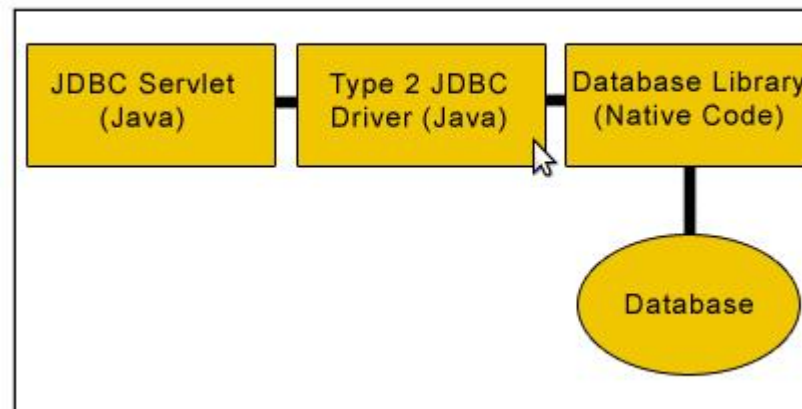 JDBC Servlet
(Java)
Type 2 JDBC
Driver (Java)
Database Library
(Native Code)
Database